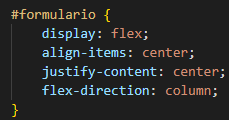 #formulario {
    display: flex;
    align-items: center;
    justify-content: center;
    flex-direction: column;
}